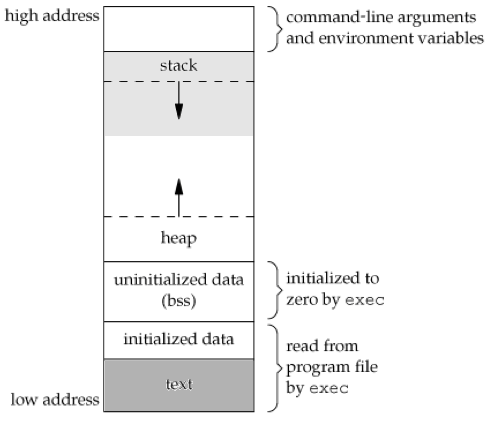 high address
command-line arguments
and environment variables
stack
heap
uninitialized data
(bss)
initialized to
zero by exec
initialized data
read from
program file
by exec
text
low address